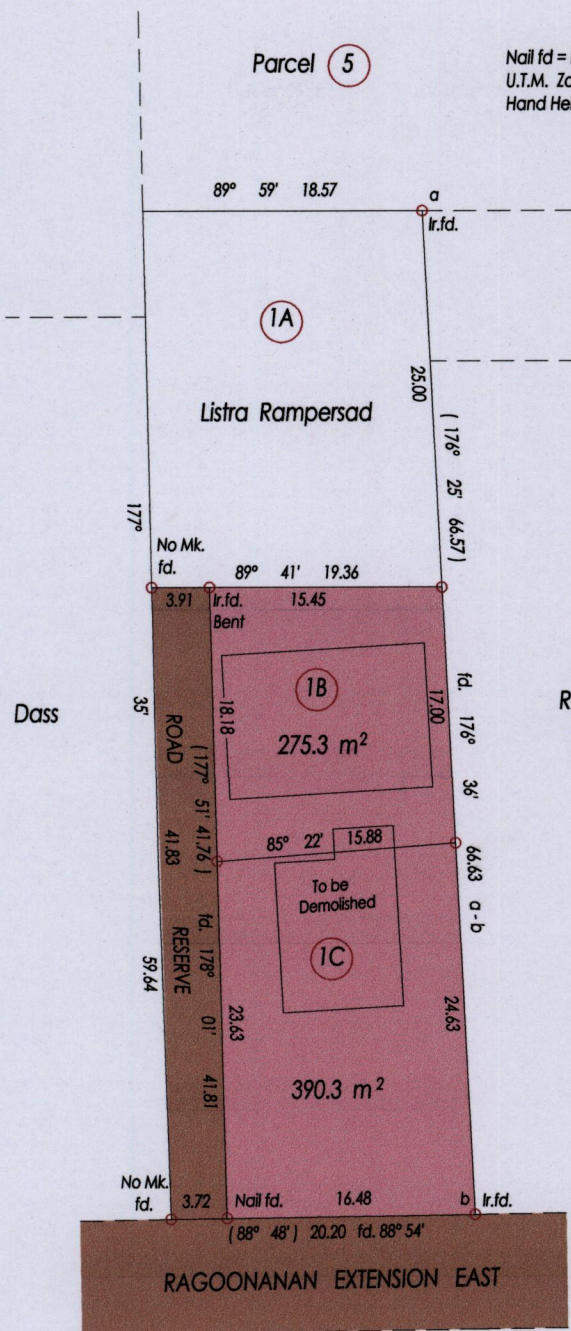 Parcel 5
Nail fd =
U.T.M.
Hand
89° 59' 18.57
a
Ir.fd.
1A
Listra Rampersad
25.00
( 176° 25' 66.57 )
177° 35' 59.64
No Mk.
fd.
89° 41' 19.36
3.91
Ir.fd.
Bent
15.45
1B
275.3 m²
18.18
17.00
fd. 176° 36' 66.63 a - b
Dass
R
ROAD RESERVE
41.83
( 177° 51' 41.76 ) fd. 178° 01' 41.81
85° 22' 15.88
To be
Demolished
1C
23.63
24.63
390.3 m²
No Mk.
fd.
3.72
Nail fd.
16.48
b
Ir.fd.
( 88° 48' ) 20.20 fd. 88° 54'
RAGOONANAN EXTENSION EAST